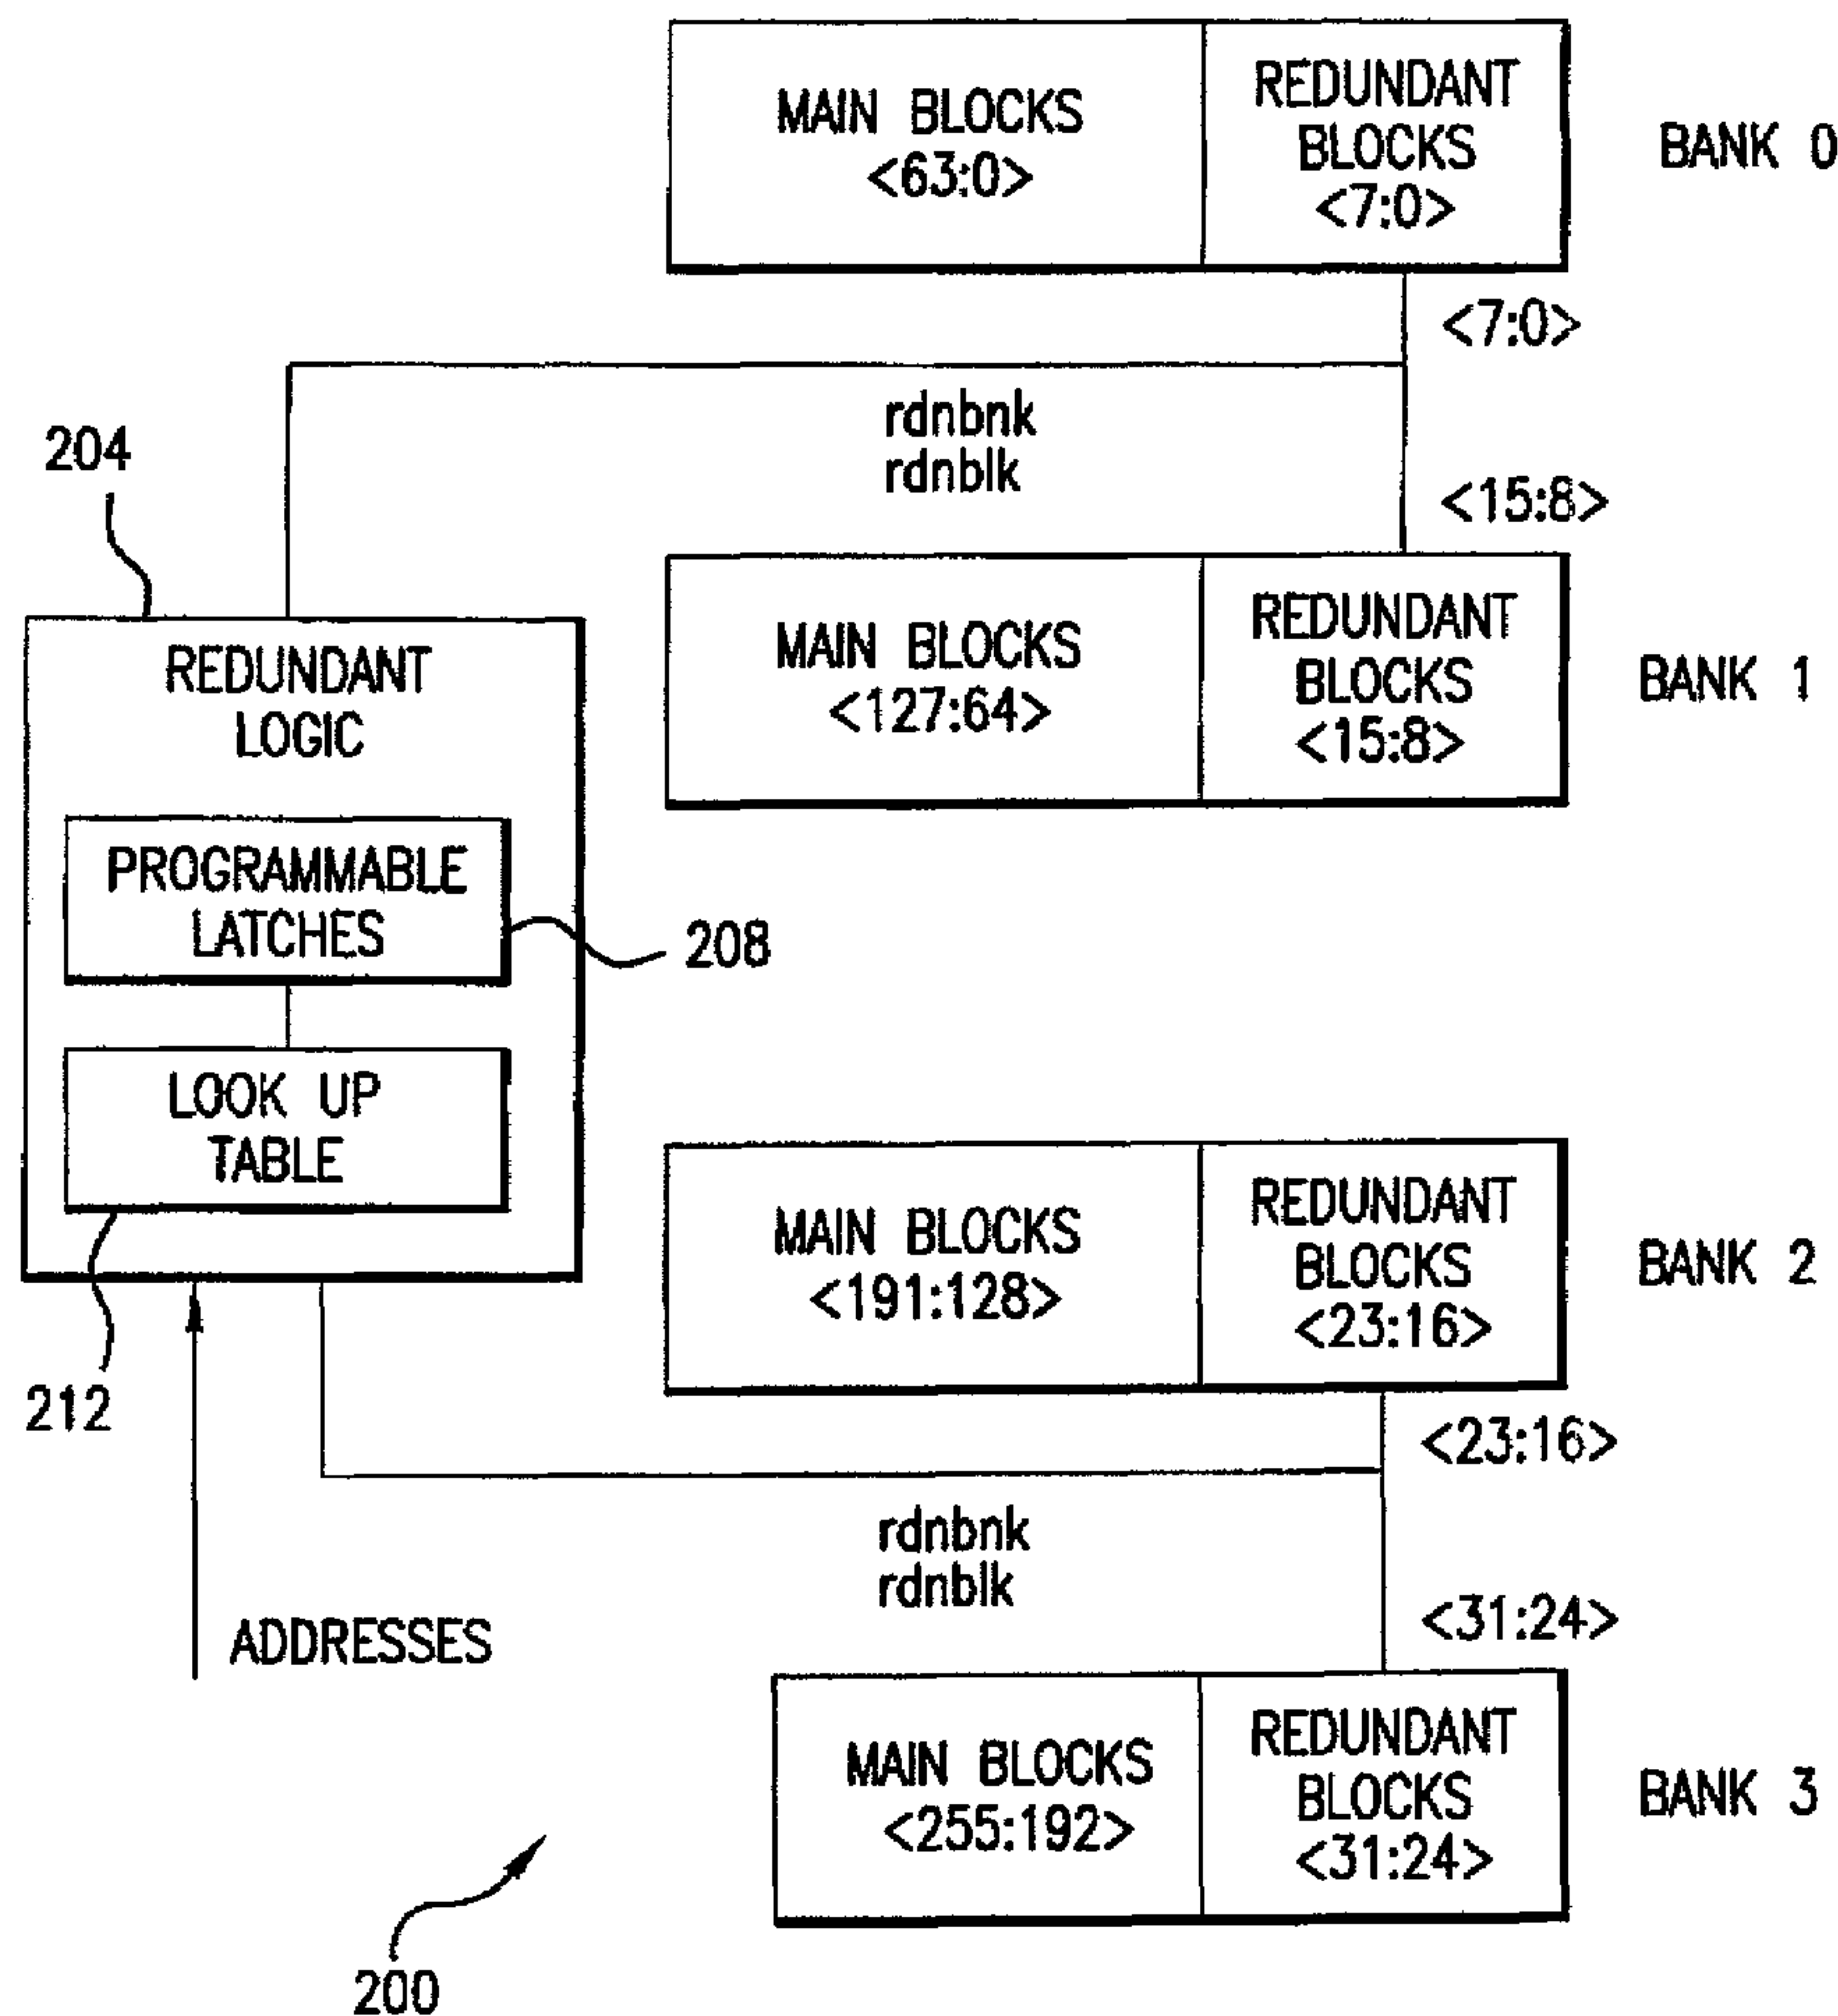 MAIN BLOCKS
<63:0>
REDUNDANT
BLOCKS
<7:0>
BANK 0
<7:0>
rdnbnk
rdnblk
204
<15:8>
REDUNDANT
LOGIC
MAIN BLOCKS
<127:64>
REDUNDANT
BLOCKS
<15:8>
BANK 1
PROGRAMMABLE
LATCHES
208
LOOK UP
TABLE
212
MAIN BLOCKS
<191:128>
REDUNDANT
BLOCKS
<23:16>
BANK 2
<23:16>
rdnbnk
rdnblk
ADDRESSES
<31:24>
MAIN BLOCKS
<255:192>
REDUNDANT
BLOCKS
<31:24>
BANK 3
200